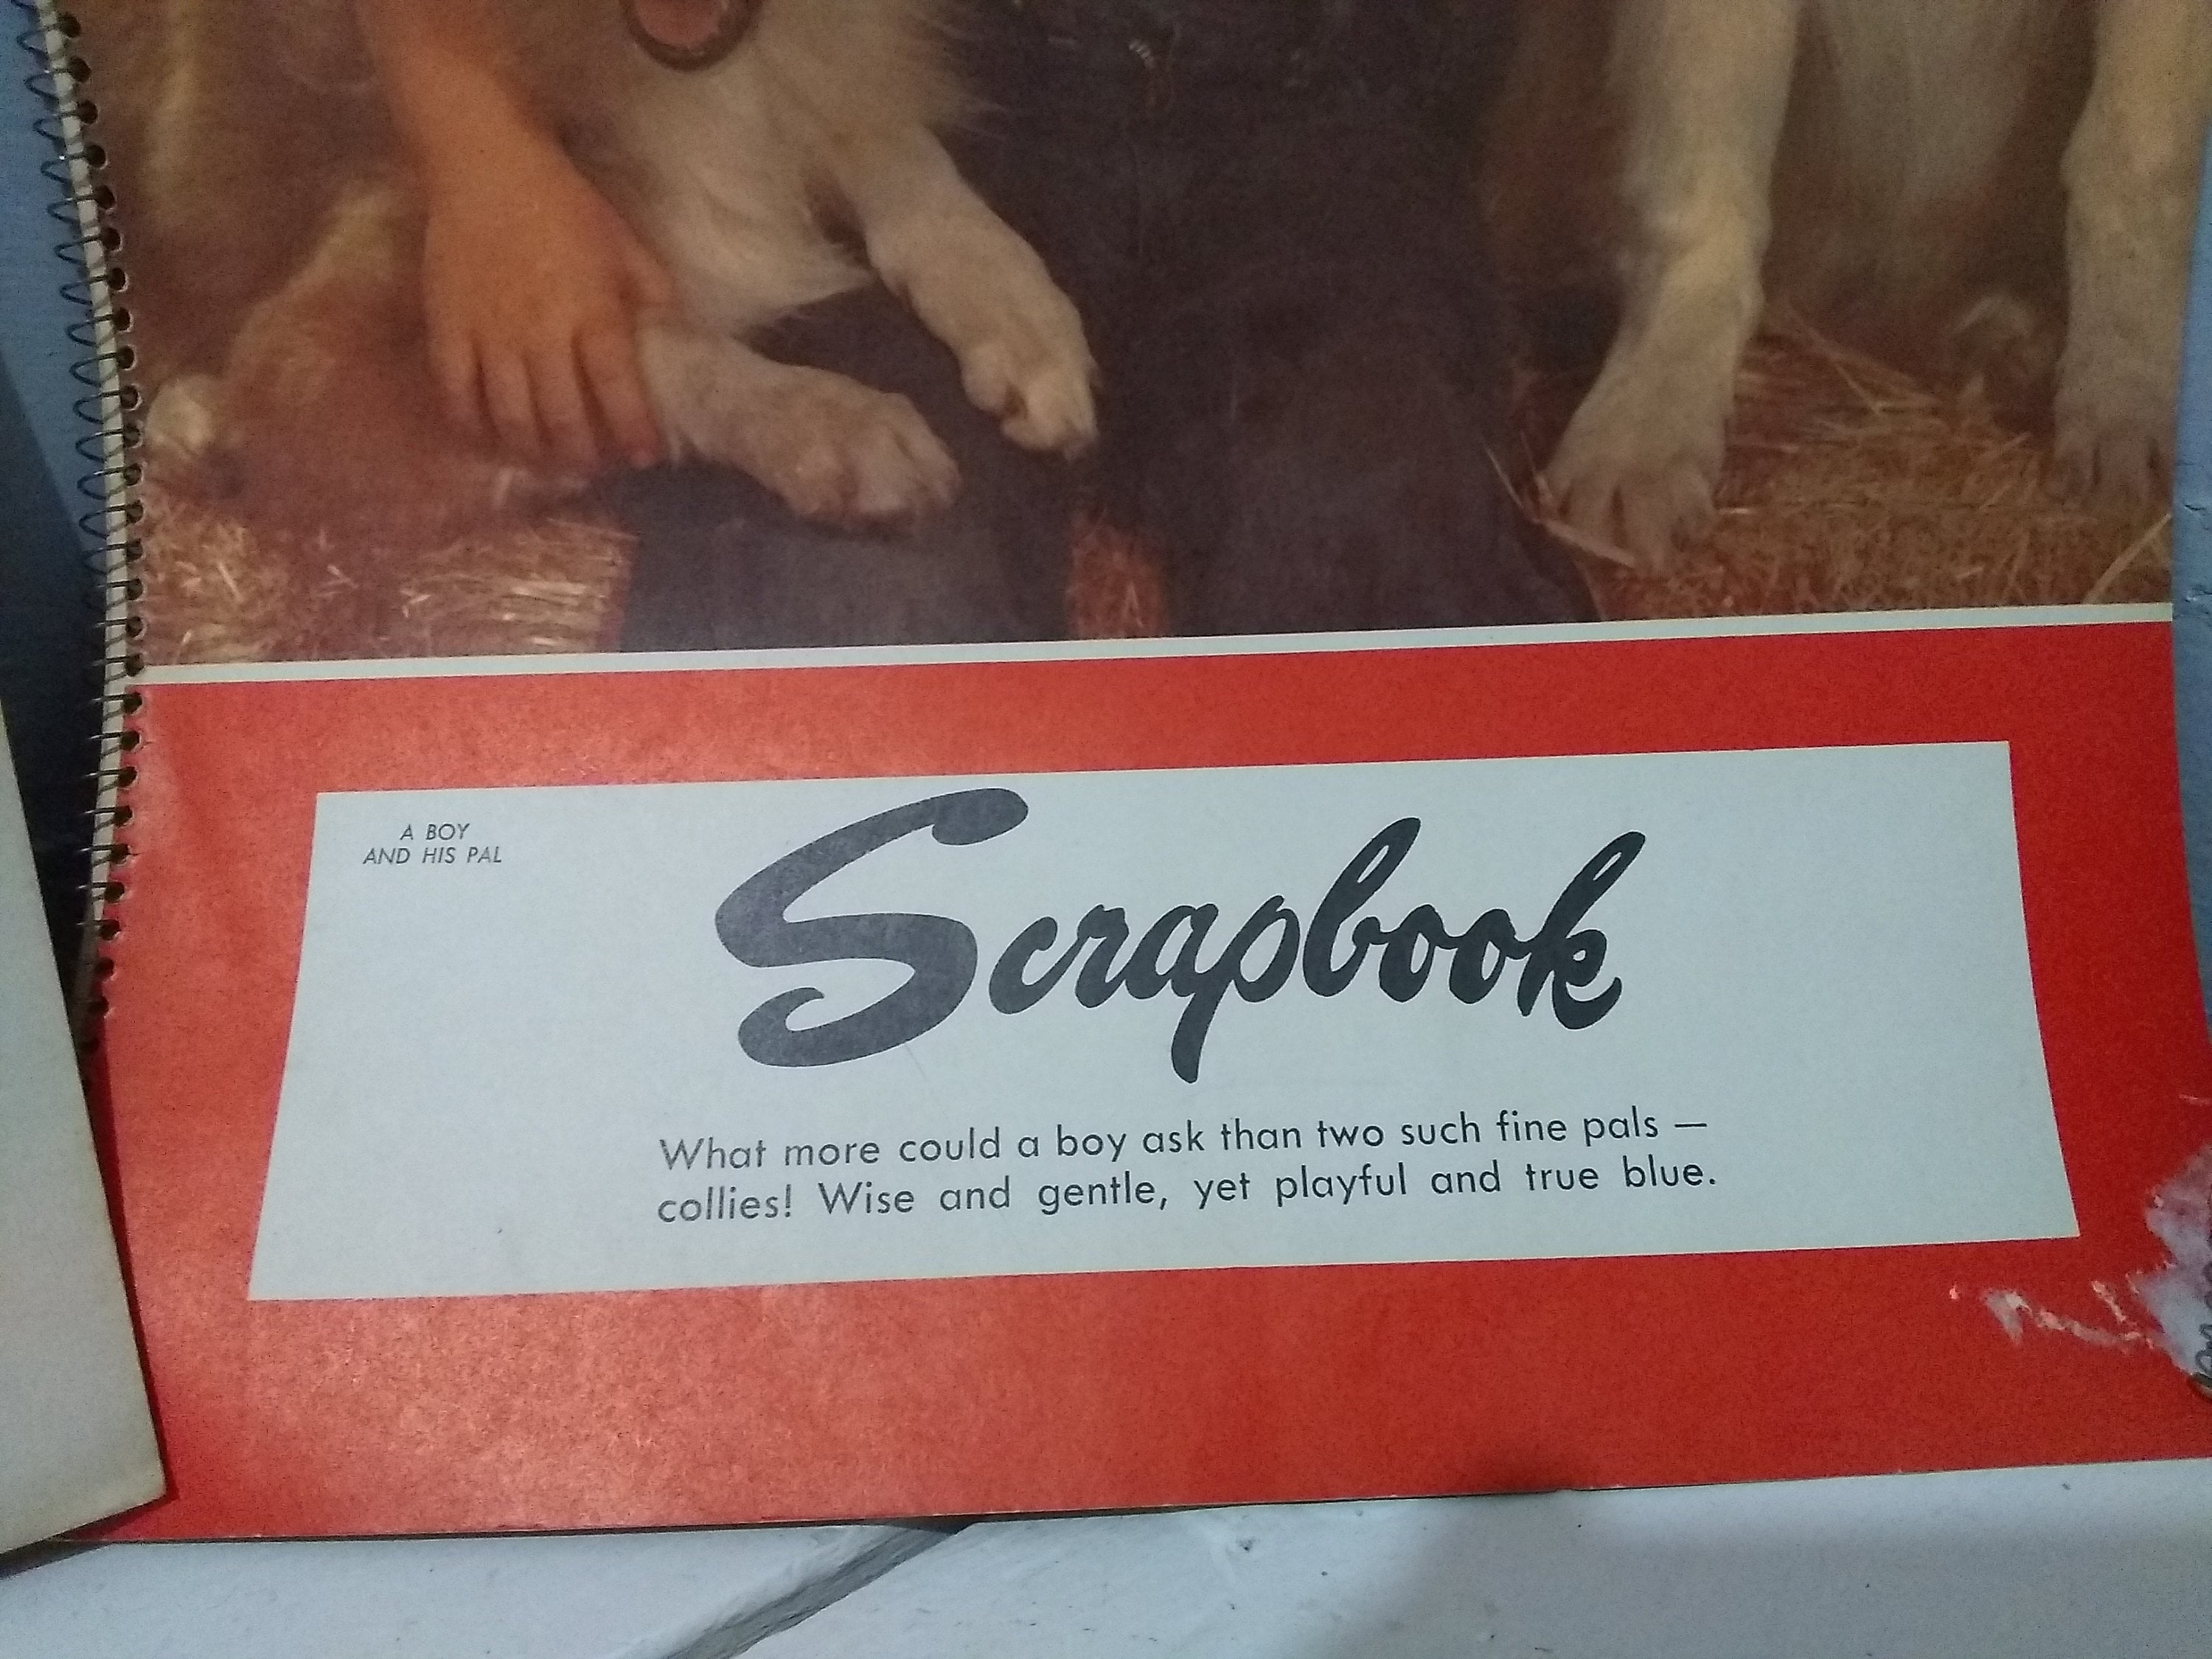 A BOY
AND HIS PAL
Scrapbook
What more could a boy ask than two such fine pals —
collies! Wise and gentle, yet playful and true blue.